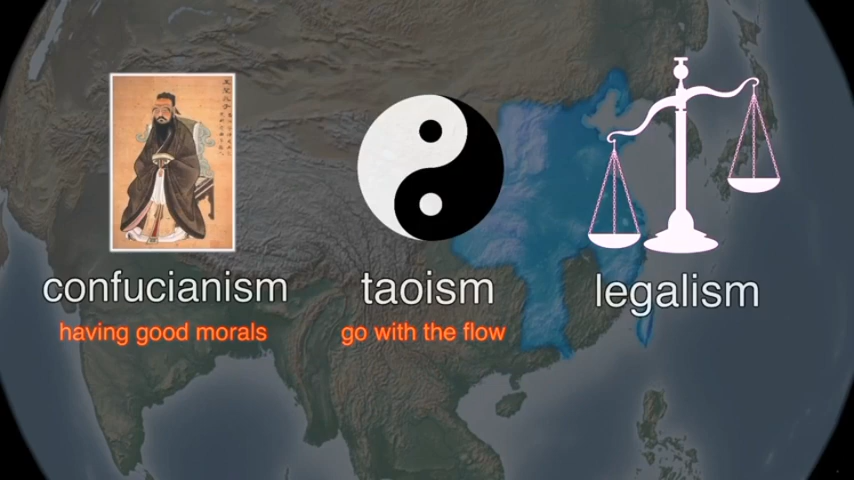 confucianism
taoism
legalism
having good morals
go with the flow